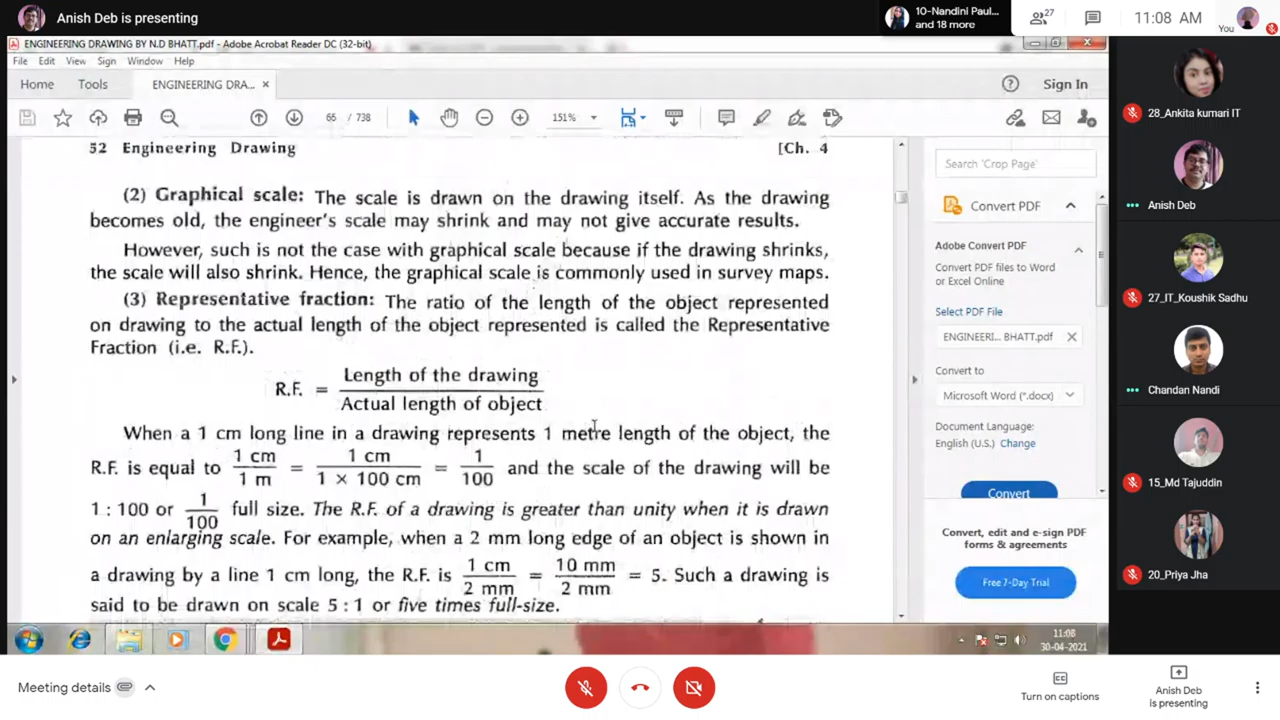 Anish Deb is presenting
10-Nandini Paul...
and 18 more
27
11:08 AM
You
ENGINEERING DRAWING BY N.D BHATT.pdf - Adobe Acrobat Reader DC (32-bit)
File Edit View Sign Window Help
Home Tools ENGINEERING DRA... × Sign In
66 / 738 151%
52 Engineering Drawing [Ch. 4
(2) Graphical scale: The scale is drawn on the drawing itself. As the drawing
becomes old, the engineer's scale may shrink and may not give accurate results.
However, such is not the case with graphical scale because if the drawing shrinks,
the scale will also shrink. Hence, the graphical scale is commonly used in survey maps.
(3) Representative fraction: The ratio of the length of the object represented
on drawing to the actual length of the object represented is called the Representative
Fraction (i.e. R.F.).
R.F. = Length of the drawing / Actual length of object
When a 1 cm long line in a drawing represents 1 metre length of the object, the
R.F. is equal to 1 cm / 1 m = 1 cm / 1 × 100 cm = 1 / 100 and the scale of the drawing will be
1 : 100 or 1 / 100 full size. The R.F. of a drawing is greater than unity when it is drawn
on an enlarging scale. For example, when a 2 mm long edge of an object is shown in
a drawing by a line 1 cm long, the R.F. is 1 cm / 2 mm = 10 mm / 2 mm = 5. Such a drawing is
said to be drawn on scale 5 : 1 or five times full-size.
Search 'Crop Page'
Convert PDF
Adobe Convert PDF
Convert PDF files to Word
or Excel Online
Select PDF File
ENGINEERI... BHATT.pdf ×
Convert to
Microsoft Word (*.docx)
Document Language:
English (U.S.) Change
Convert
Convert, edit and e-sign PDF
forms & agreements
Free 7-Day Trial
11:08
30-04-2021
28_Ankita kumari IT
Anish Deb
27_IT_Koushik Sadhu
Chandan Nandi
15_Md Tajuddin
20_Priya Jha
Meeting details
Turn on captions
Anish Deb
is presenting